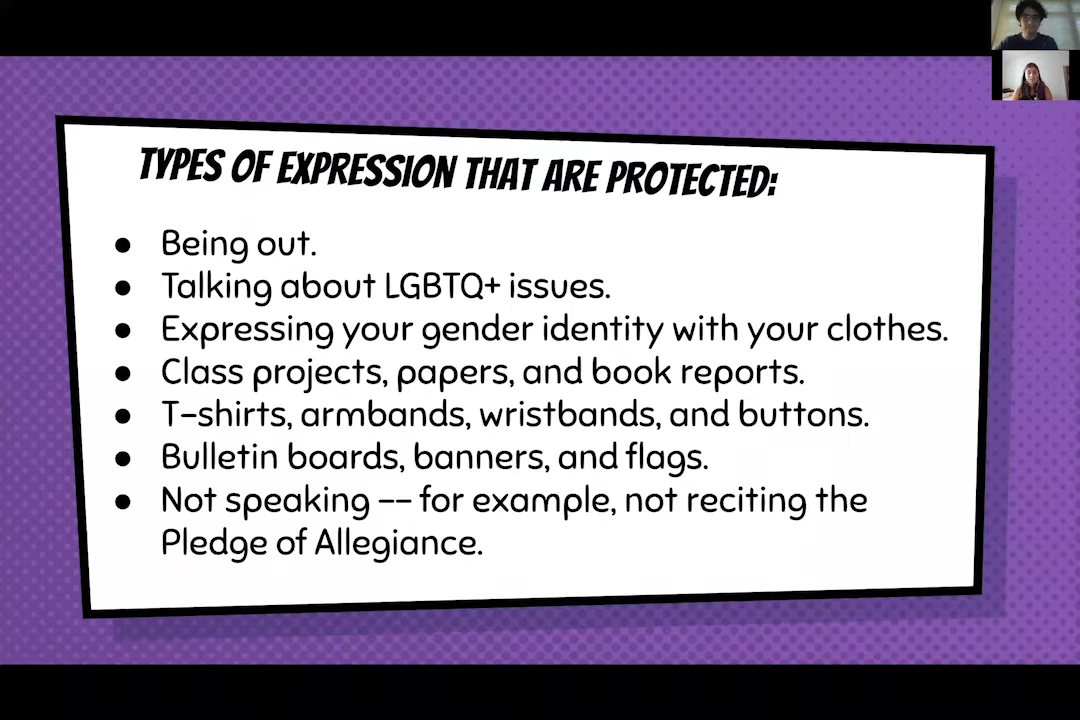 TYPES OF EXPRESSION THAT ARE PROTECTED:
● Being out.
● Talking about LGBTQ+ issues.
● Expressing your gender identity with your clothes.
● Class projects, papers, and book reports.
● T-shirts, armbands, wristbands, and buttons.
● Bulletin boards, banners, and flags.
● Not speaking -- for example, not reciting the
Pledge of Allegiance.